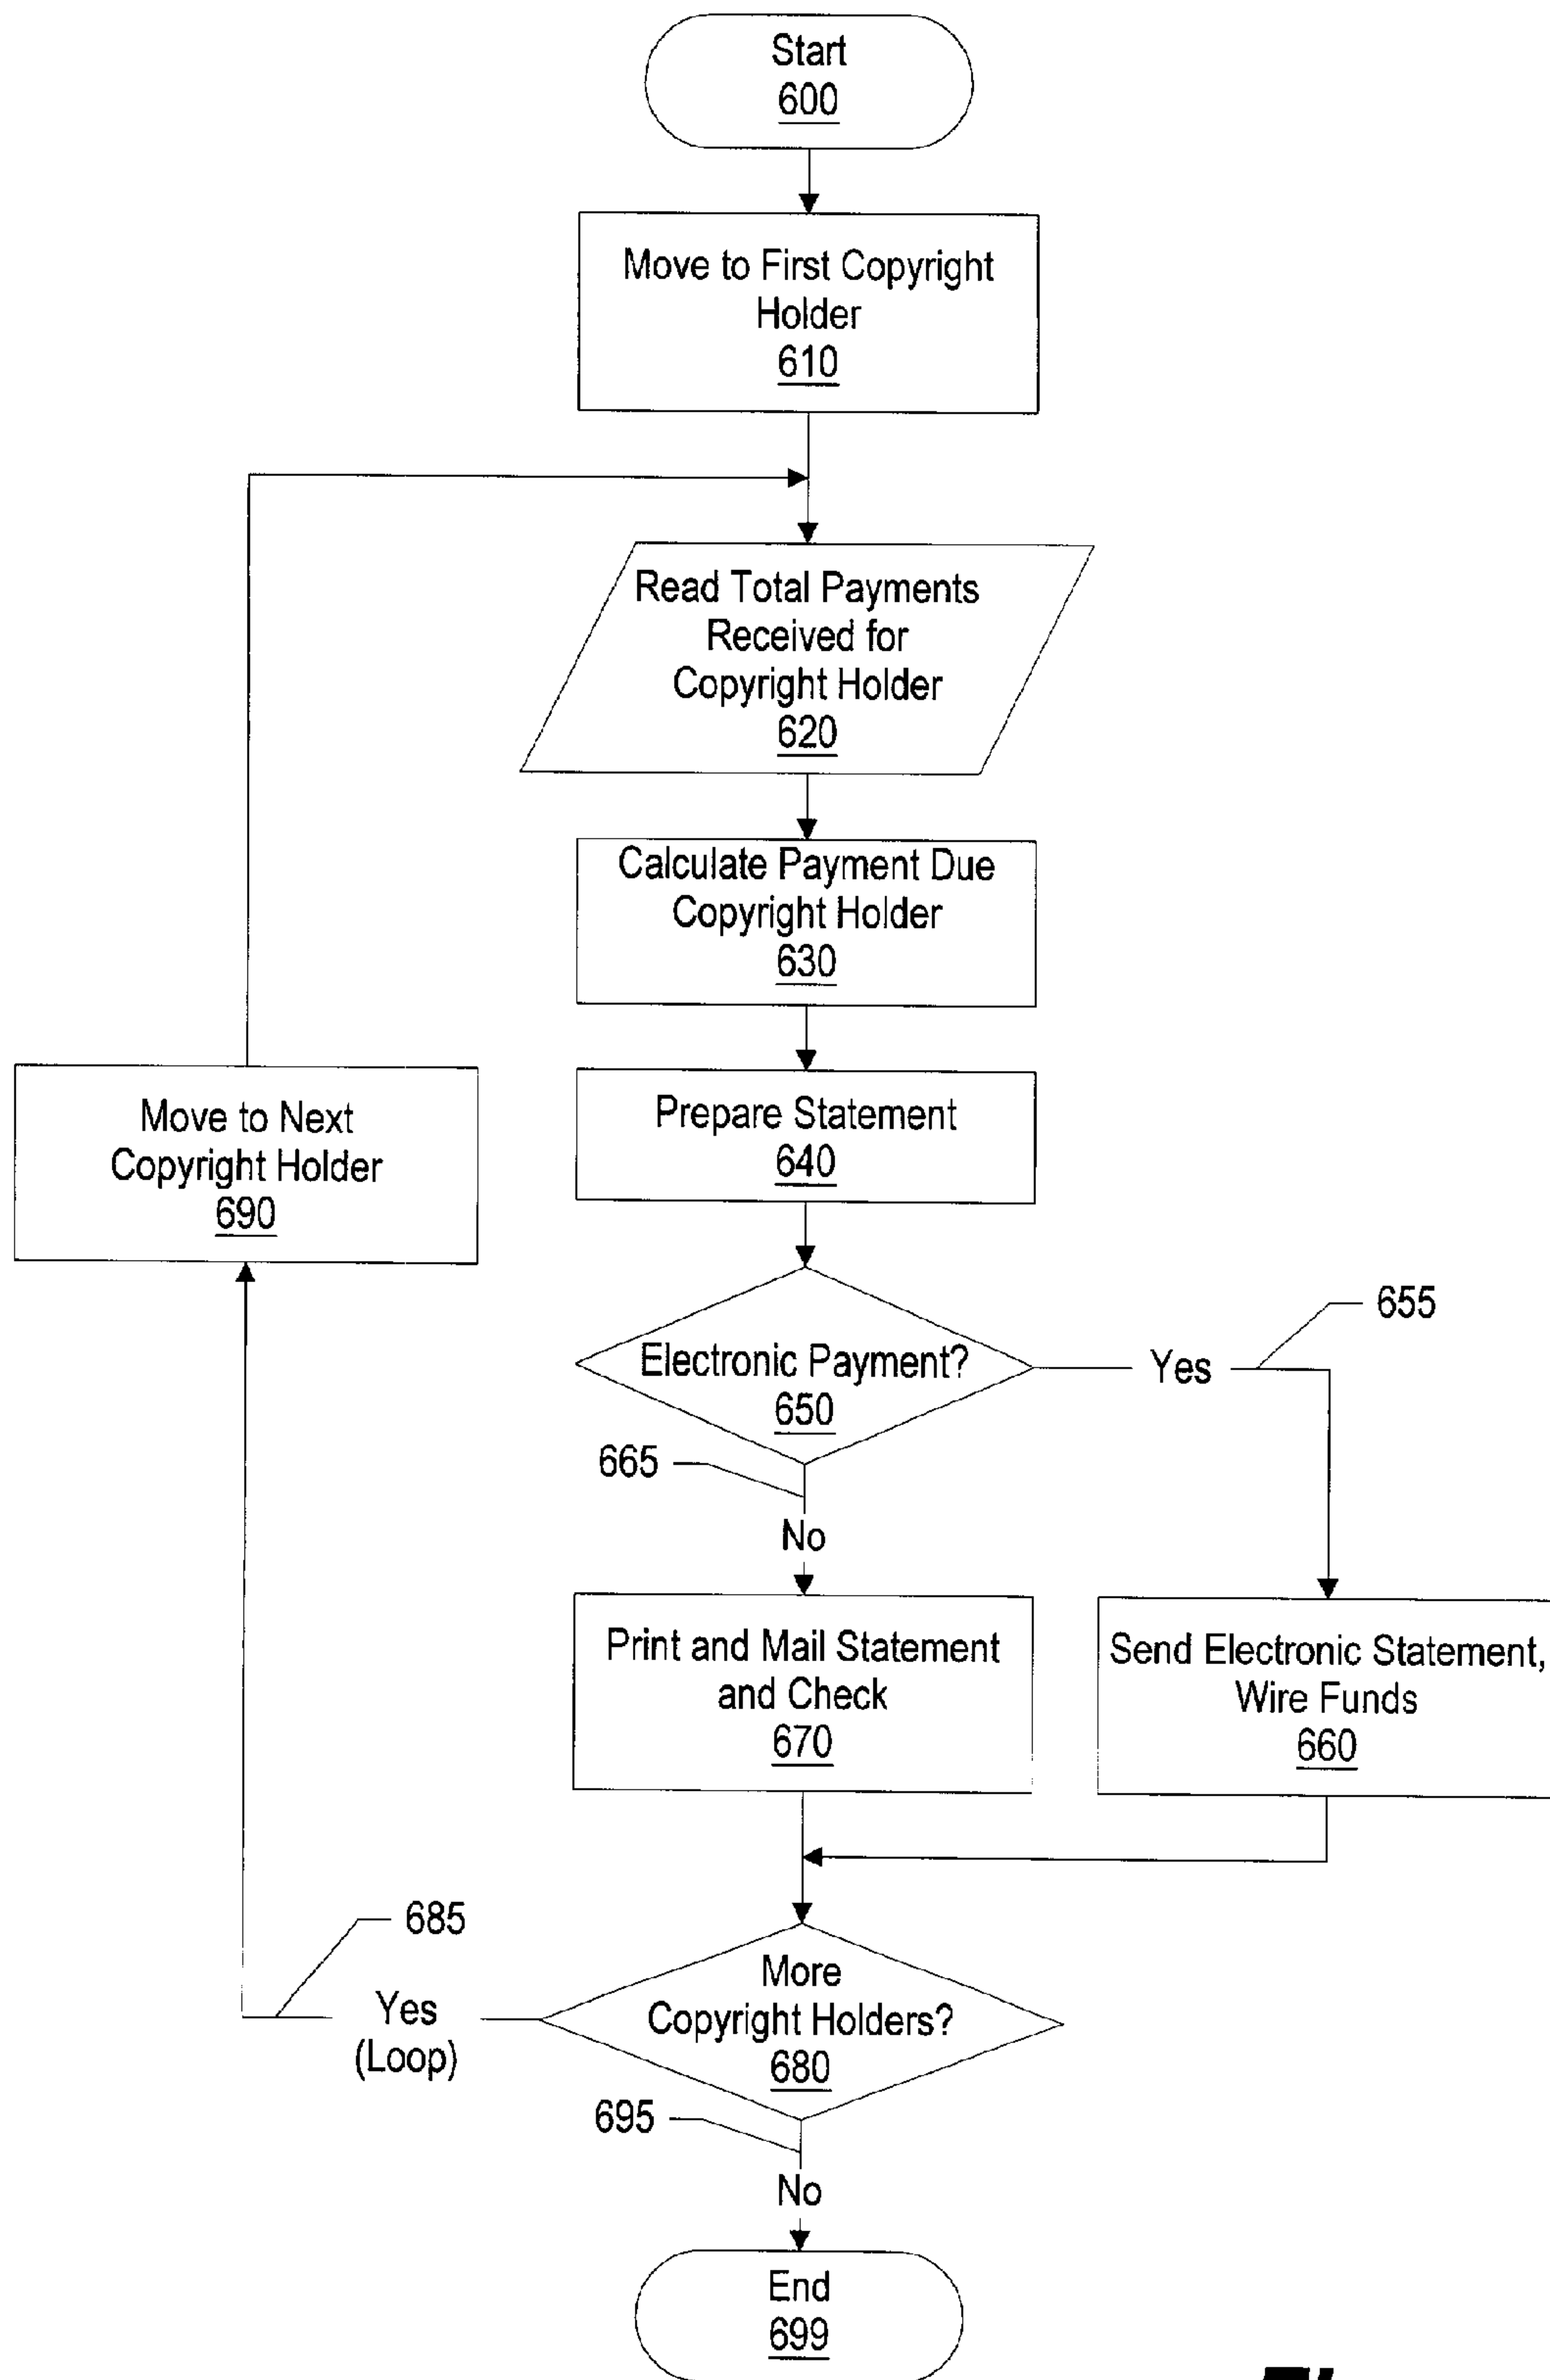 Start
600
Move to First Copyright
Holder
610
Read Total Payments
Received for
Copyright Holder
620
Calculate Payment Due
Copyright Holder
630
Prepare Statement
640
Move to Next
Copyright Holder
690
Electronic Payment?
650
Yes
655
665
No
Print and Mail Statement
and Check
670
Send Electronic Statement,
Wire Funds
660
685
Yes
(Loop)
More
Copyright Holders?
680
695
No
End
699